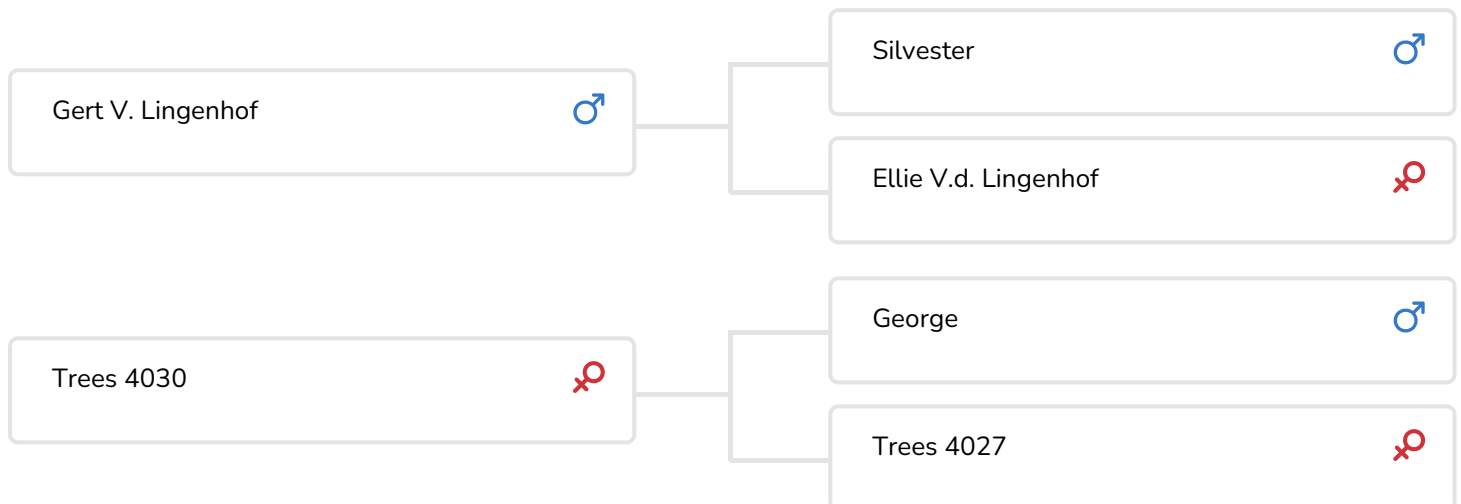 Silvester
Gert V. Lingenhof
Ellie V.d. Lingenhof
George
Trees 4030
Trees 4027